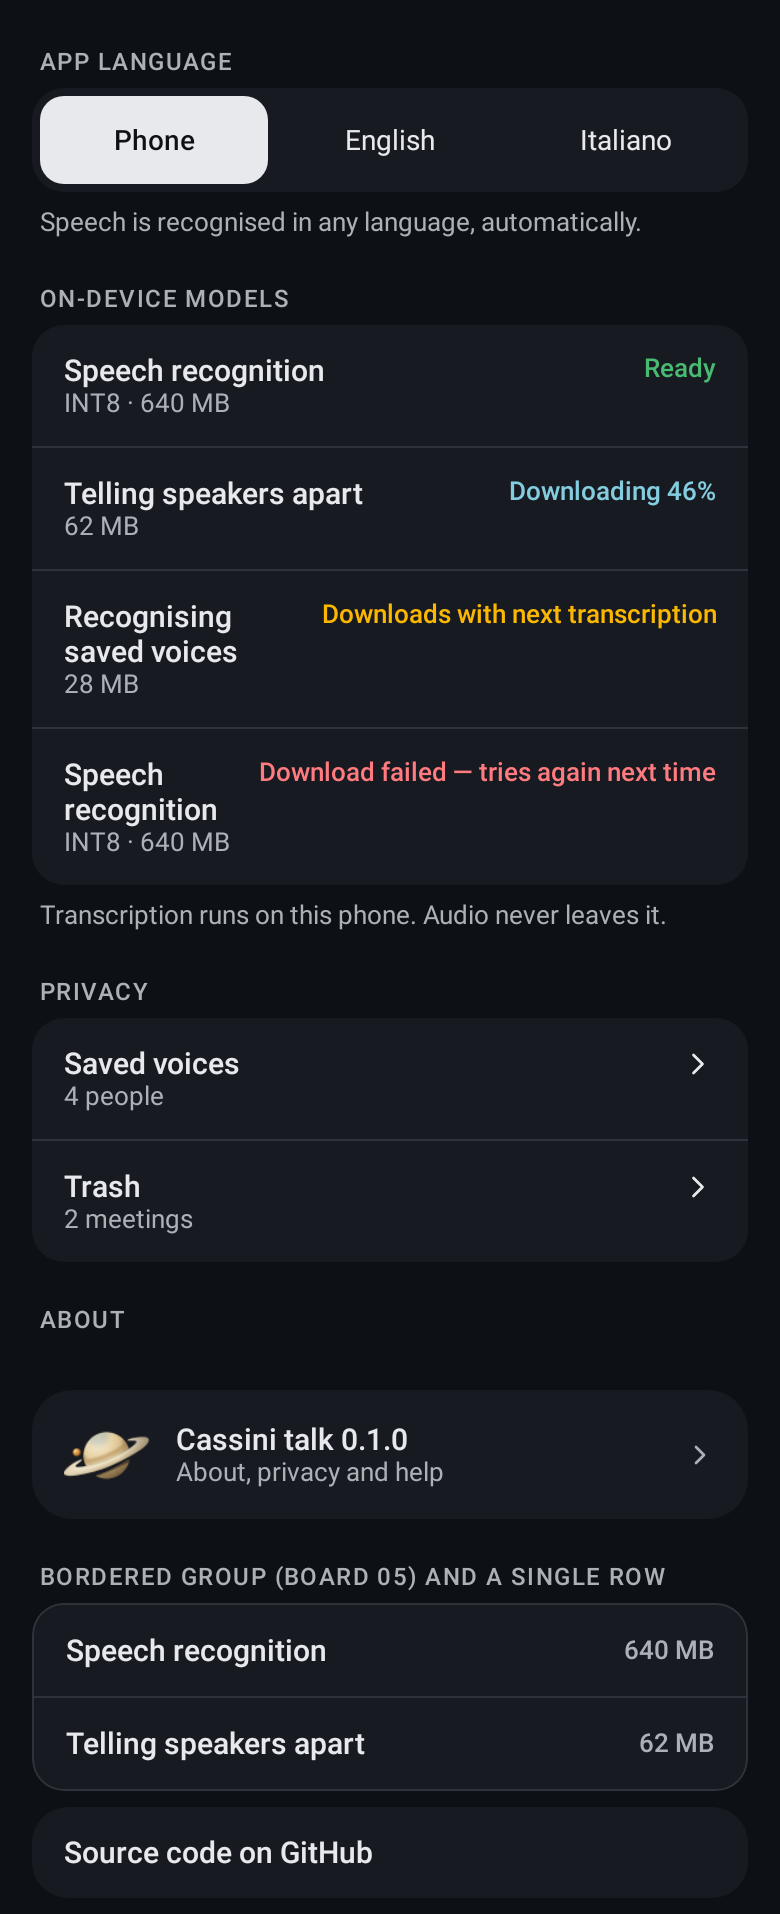 APP LANGUAGE
Phone English Italiano
Speech is recognised in any language, automatically.
ON-DEVICE MODELS
Speech recognition Ready
INT8 · 640 MB
Telling speakers apart Downloading 46%
62 MB
Recognising Downloads with next transcription
saved voices
28 MB
Speech Download failed — tries again next time
recognition
INT8 · 640 MB
Transcription runs on this phone. Audio never leaves it.
PRIVACY
Saved voices
4 people
Trash
2 meetings
ABOUT
Cassini talk 0.1.0
About, privacy and help
BORDERED GROUP (BOARD 05) AND A SINGLE ROW
Speech recognition 640 MB
Telling speakers apart 62 MB
Source code on GitHub